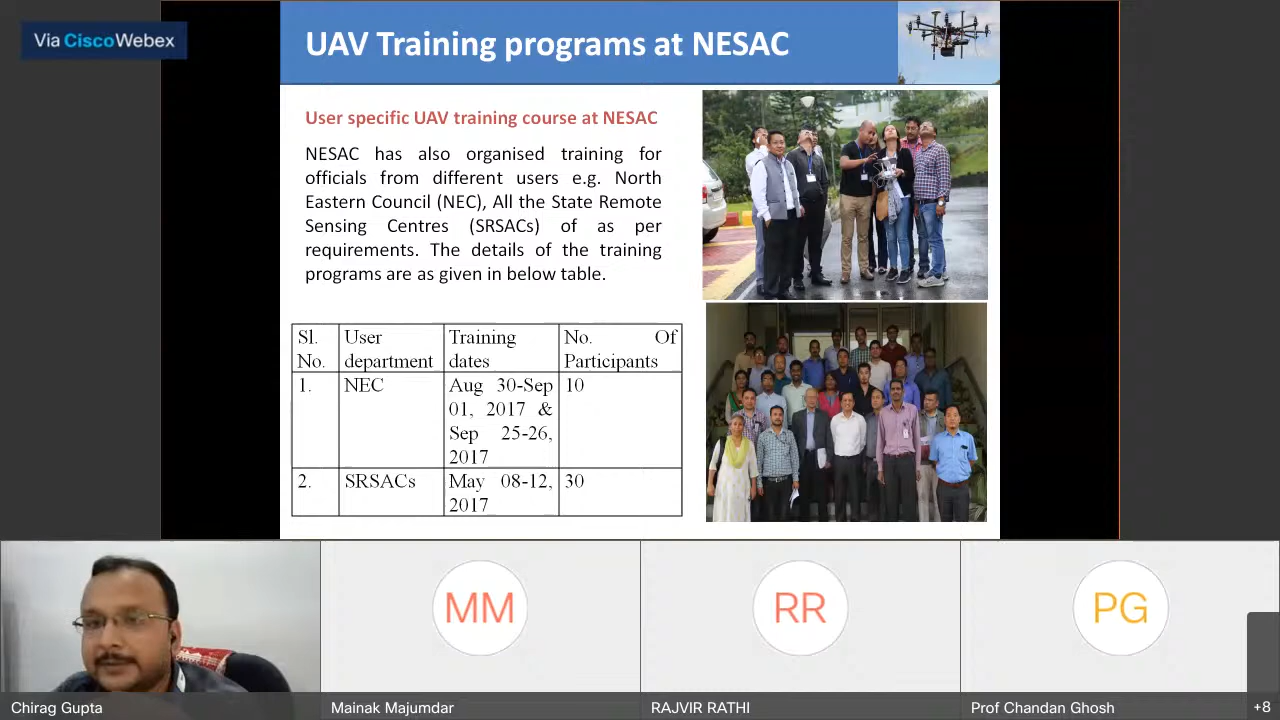 Via CiscoWebex
UAV Training programs at NESAC
User specific UAV training course at NESAC
NESAC has also organised training for
officials from different users e.g. North
Eastern Council (NEC), All the State Remote
Sensing Centres (SRSACs) of as per
requirements. The details of the training
programs are as given in below table.
Sl. No. User department Training dates No. Of Participants
1. NEC Aug 30-Sep 01, 2017 & Sep 25-26, 2017 10
2. SRSACs May 08-12, 2017 30
MM
RR
PG
Chirag Gupta
Mainak Majumdar
RAJVIR RATHI
Prof Chandan Ghosh
+8